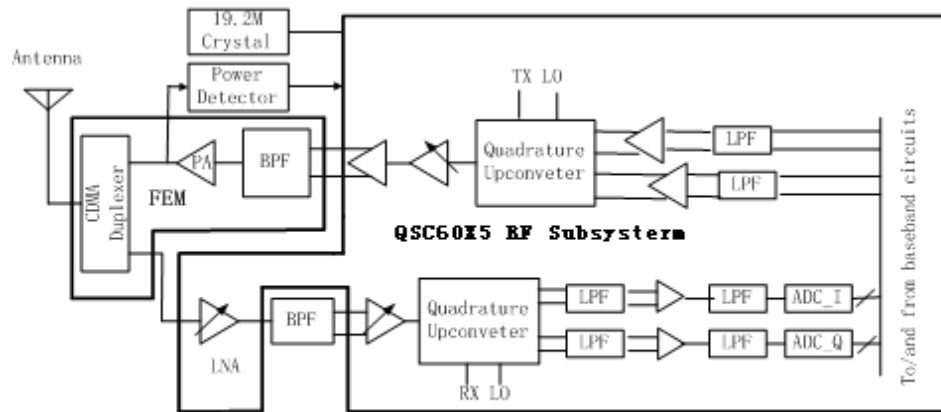 19.2M
Crystal
Antenna
Power
Detector
TX LO
CDMA
Duplexer
PA
BPF
FEM
Quadrature
Upconveter
LPF
LPF
QSC60X5 RF Subsysterm
To/and from baseband circuits
LNA
BPF
Quadrature
Upconveter
LPF
LPF
ADC_I
LPF
LPF
ADC_Q
RX LO